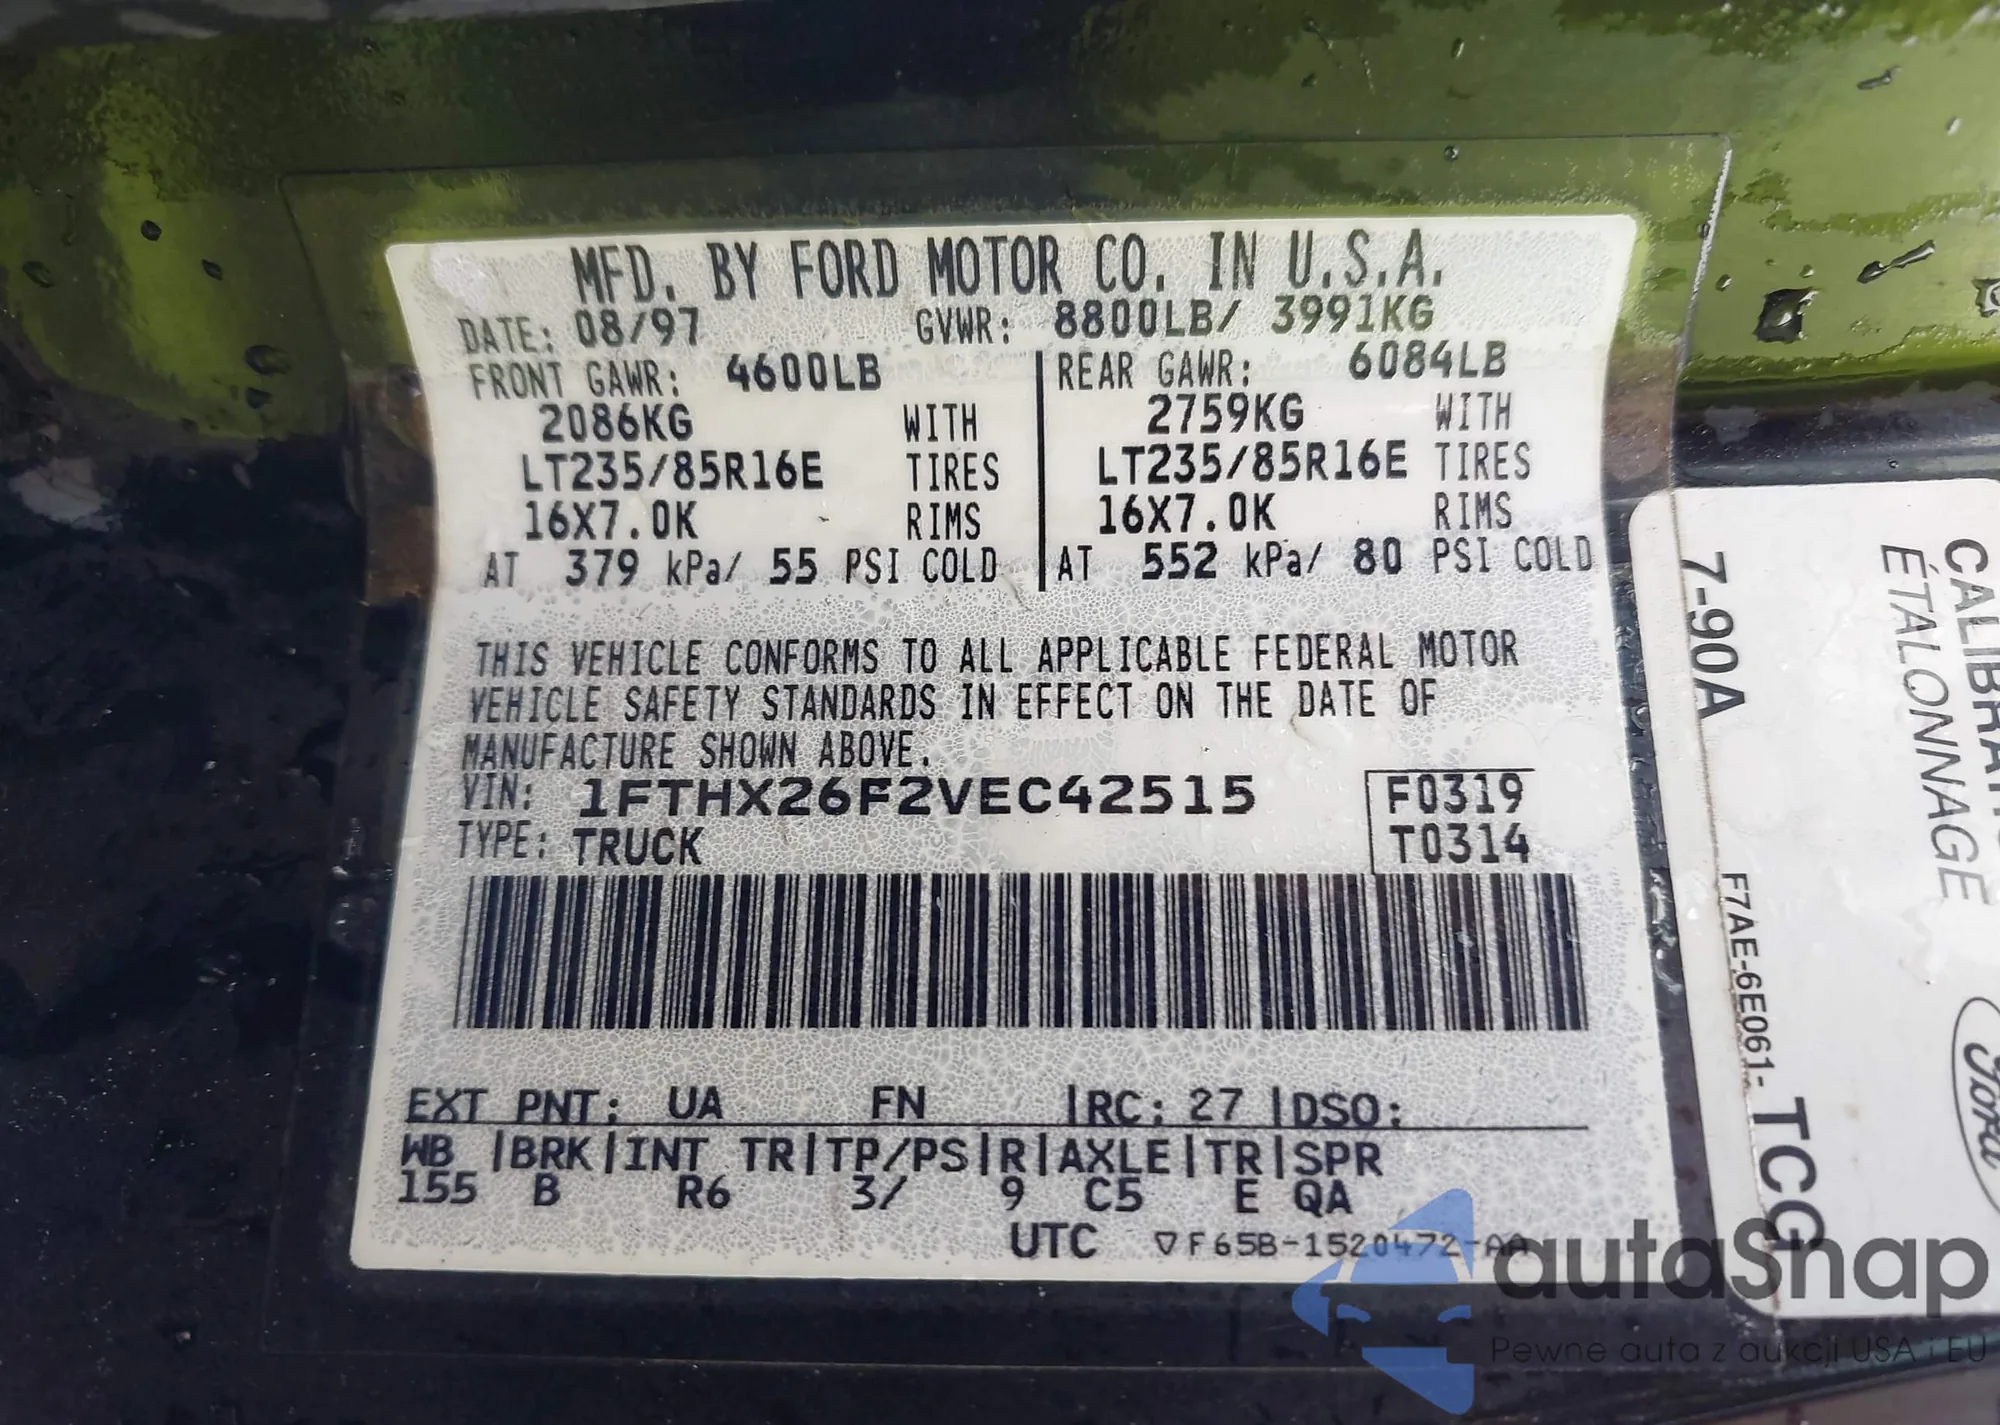 MFD. BY FORD MOTOR CO. IN U.S.A.
DATE: 08/97 GVWR: 8800LB/ 3991KG
FRONT GAWR: 4600LB REAR GAWR: 6084LB
2086KG WITH 2759KG WITH
LT235/85R16E TIRES LT235/85R16E TIRES
16X7.0K RIMS 16X7.0K RIMS
AT 379 kPa/ 55 PSI COLD AT 552 kPa/ 80 PSI COLD
THIS VEHICLE CONFORMS TO ALL APPLICABLE FEDERAL MOTOR
VEHICLE SAFETY STANDARDS IN EFFECT ON THE DATE OF
MANUFACTURE SHOWN ABOVE.
VIN: 1FTHX26F2VEC42515 F0319
TYPE: TRUCK T0314
EXT PNT: UA FN |RC: 27 |DSO:
WB |BRK|INT TR|TP/PS|R|AXLE|TR|SPR
155 B R6 3/ 9 C5 E QA
UTC ▽F65B-1520472-AA
ÉTALONNAGE
7-90A
F7AE-6E061-
TCG
Ford
autoSnap
Pewne auta z aukcji USA i EU